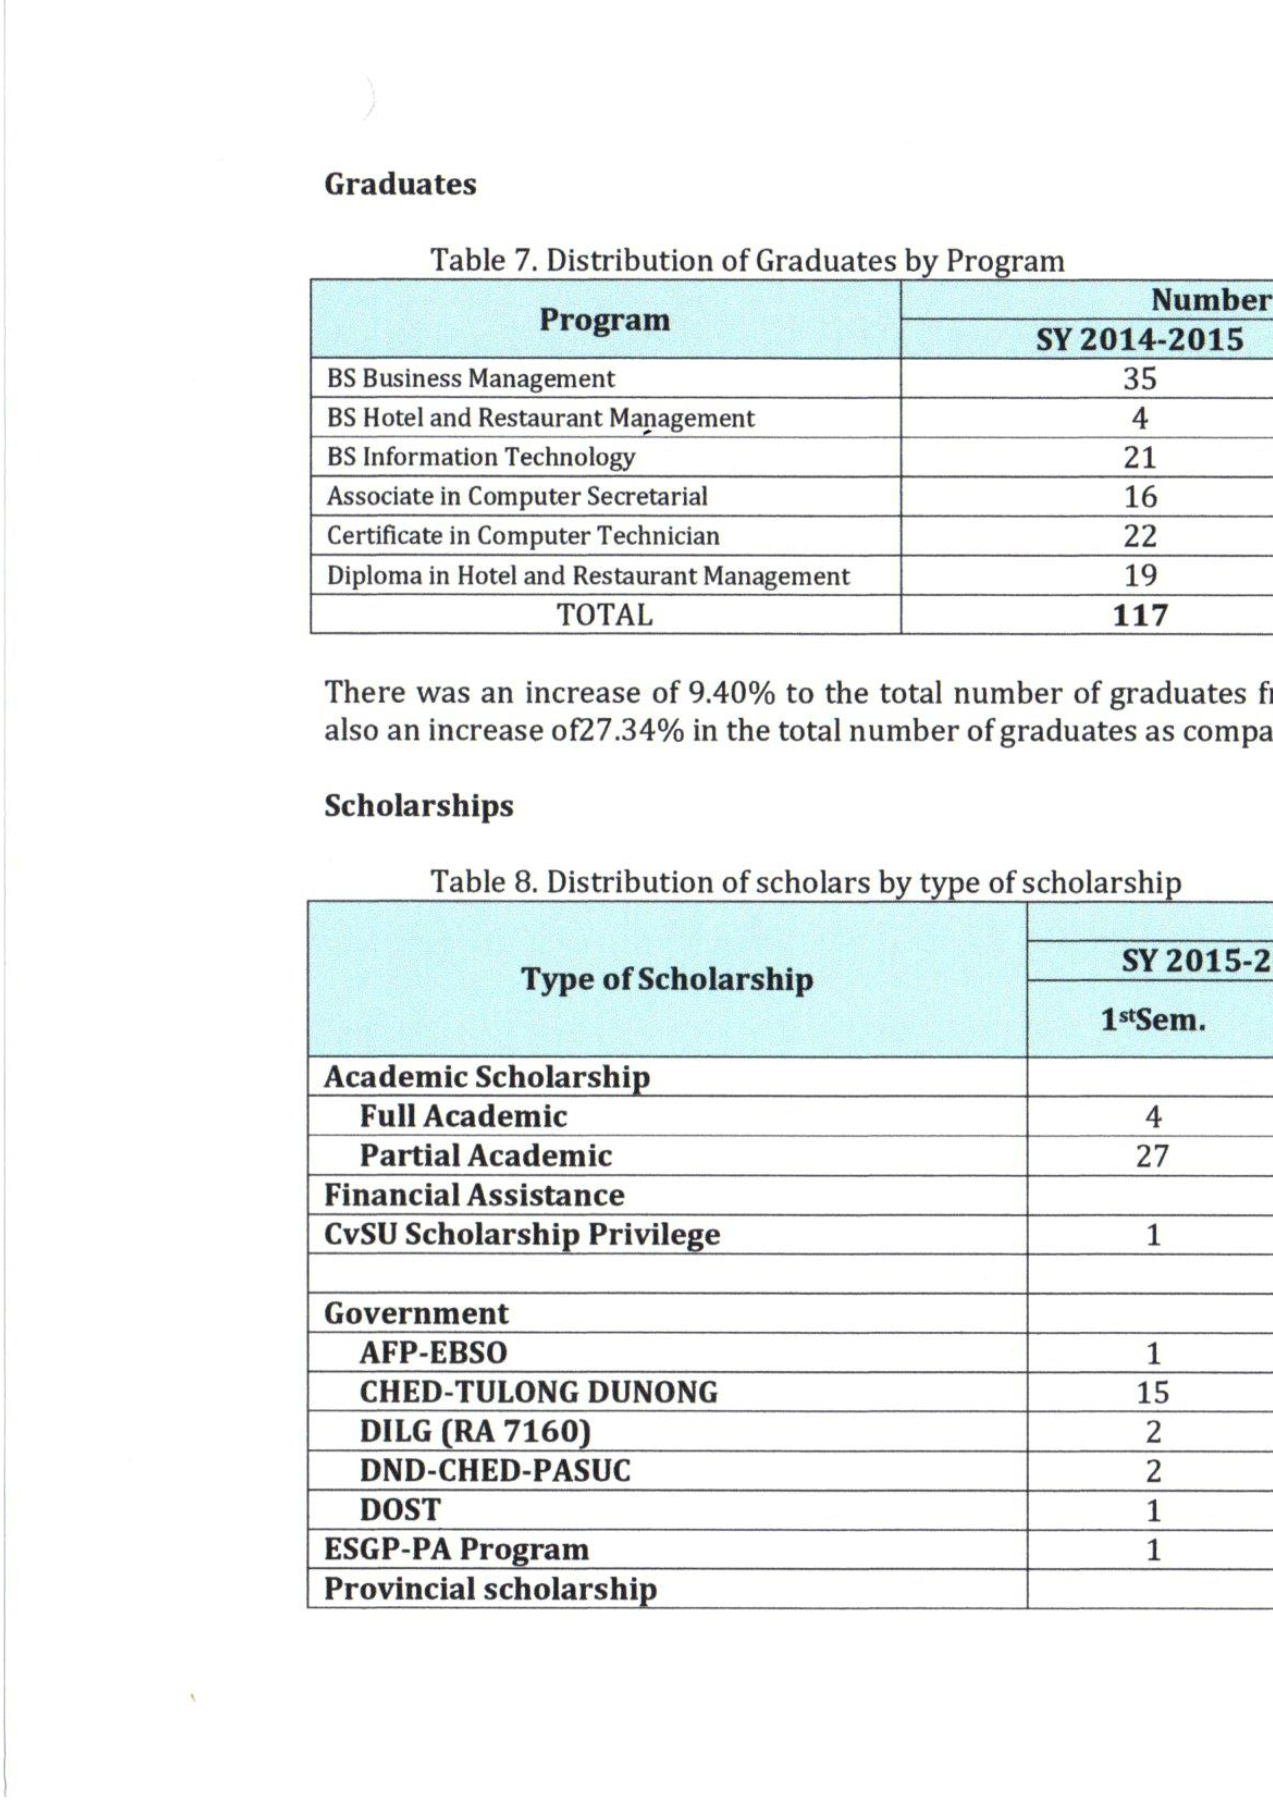 Graduates
Table 7. Distribution of Graduates by Program
Program
Number
SY 2014-2015
BS Business Management 35
BS Hotel and Restaurant Management 4
BS Information Technology 21
Associate in Computer Secretarial 16
Certificate in Computer Technician 22
Diploma in Hotel and Restaurant Management 19
TOTAL 117
There was an increase of 9.40% to the total number of graduates
also an increase of27.34% in the total number of graduates as
Scholarships
Table 8. Distribution of scholars by type of scholarship
Type of Scholarship
SY 2015-2
1stSem.
Academic Scholarship
Full Academic 4
Partial Academic 27
Financial Assistance
CvSU Scholarship Privilege 1
Government
AFP-EBSO 1
CHED-TULONG DUNONG 15
DILG (RA 7160) 2
DND-CHED-PASUC 2
DOST 1
ESGP-PA Program 1
Provincial scholarship